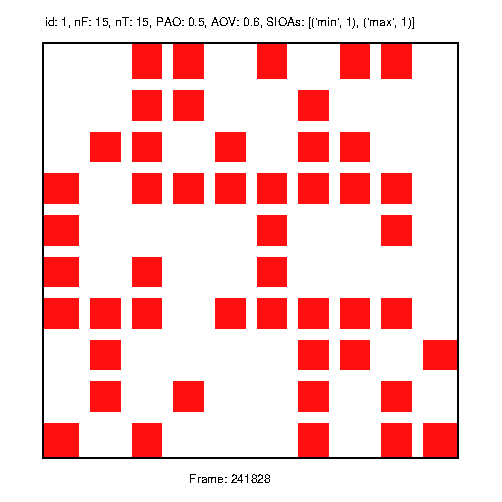 id: 1, nF: 15, nT: 15, PAO: 0.5, AOV: 0.6, SIOAs: [('min', 1), ('max', 1)]
Frame: 241828